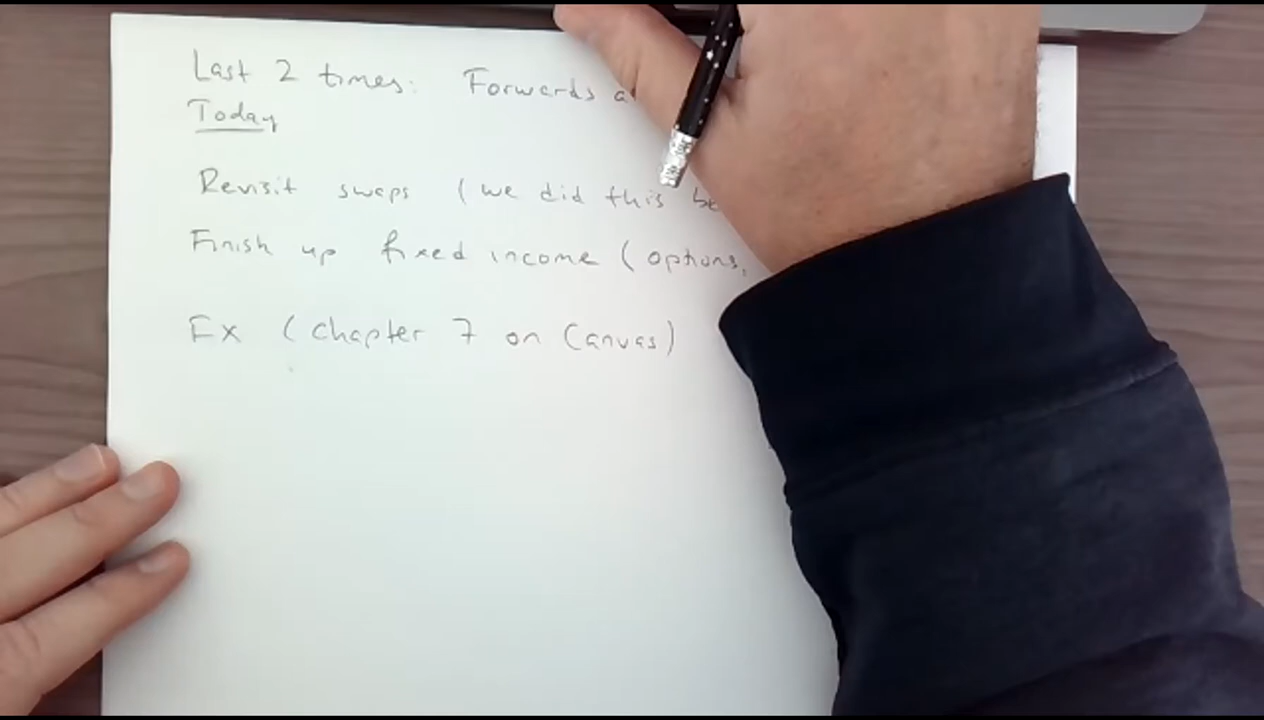 Last 2 times: Forwards a
Today
Revisit swaps (we did this be
Finish up fixed income (options,
FX (Chapter 7 on Canvas)